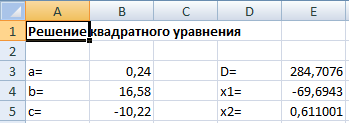 A B C D E
1 Решение квадратного уравнения
2
3 a= 0,24 D= 284,7076
4 b= 16,58 x1= -69,6943
5 c= -10,22 x2= 0,611001